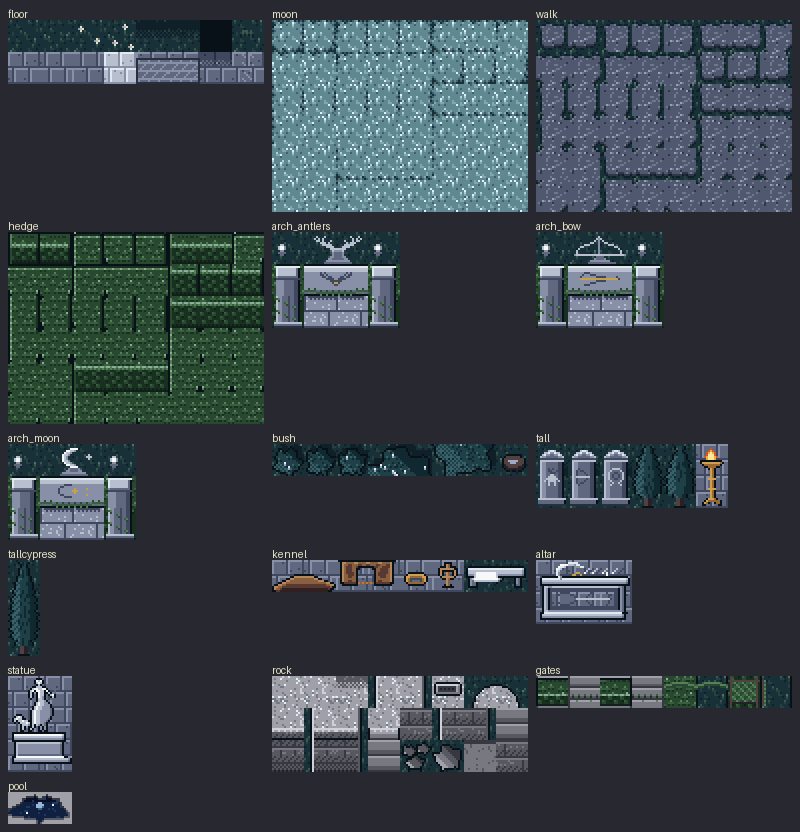 floor
moon
walk
hedge
arch_antlers
arch_bow
arch_moon
bush
tall
tallcypress
kennel
altar
statue
rock
gates
pool